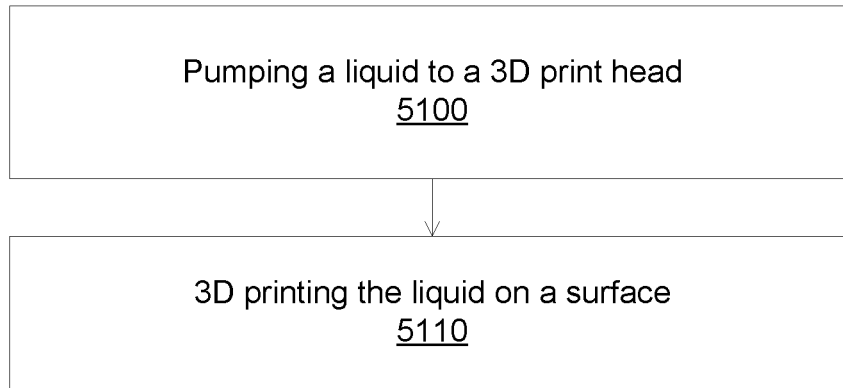 Pumping a liquid to a 3D print head
5100
3D printing the liquid on a surface
5110